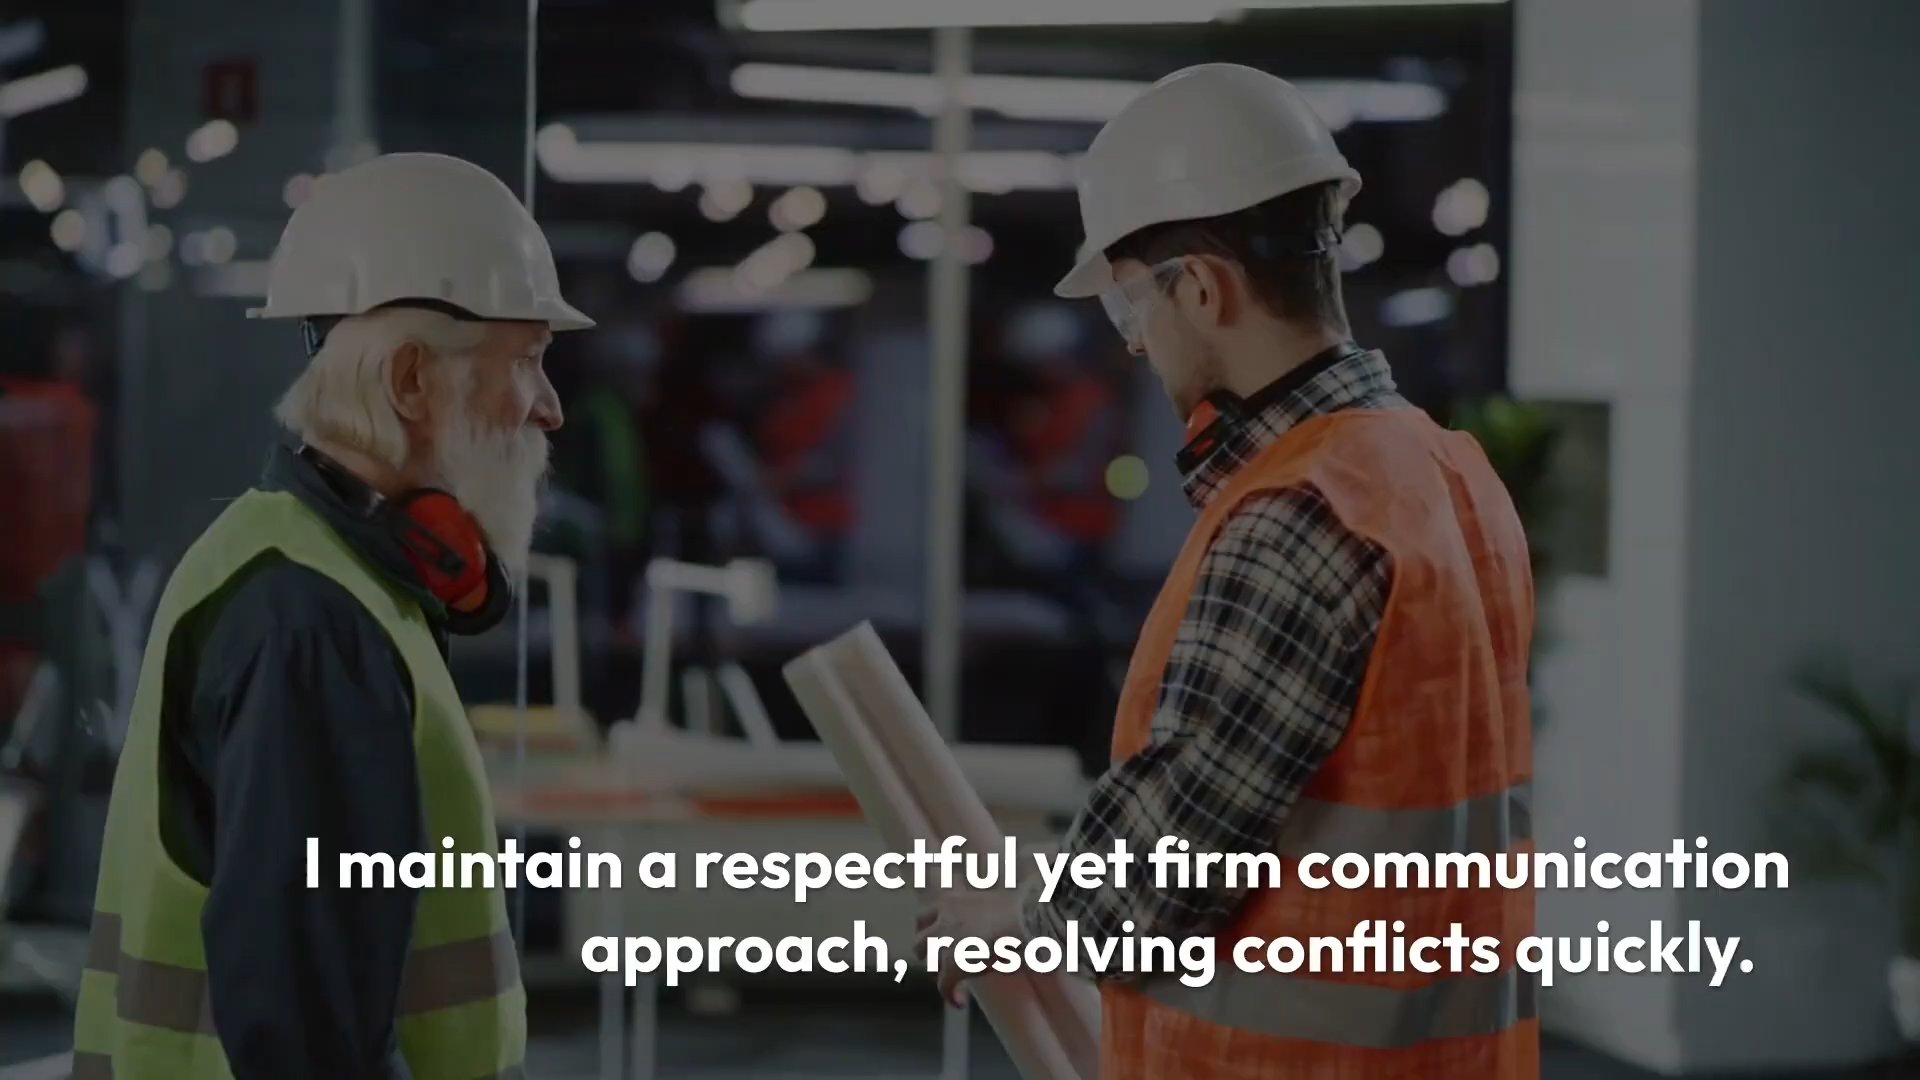 I maintain a respectful yet firm communication
approach, resolving conflicts quickly.